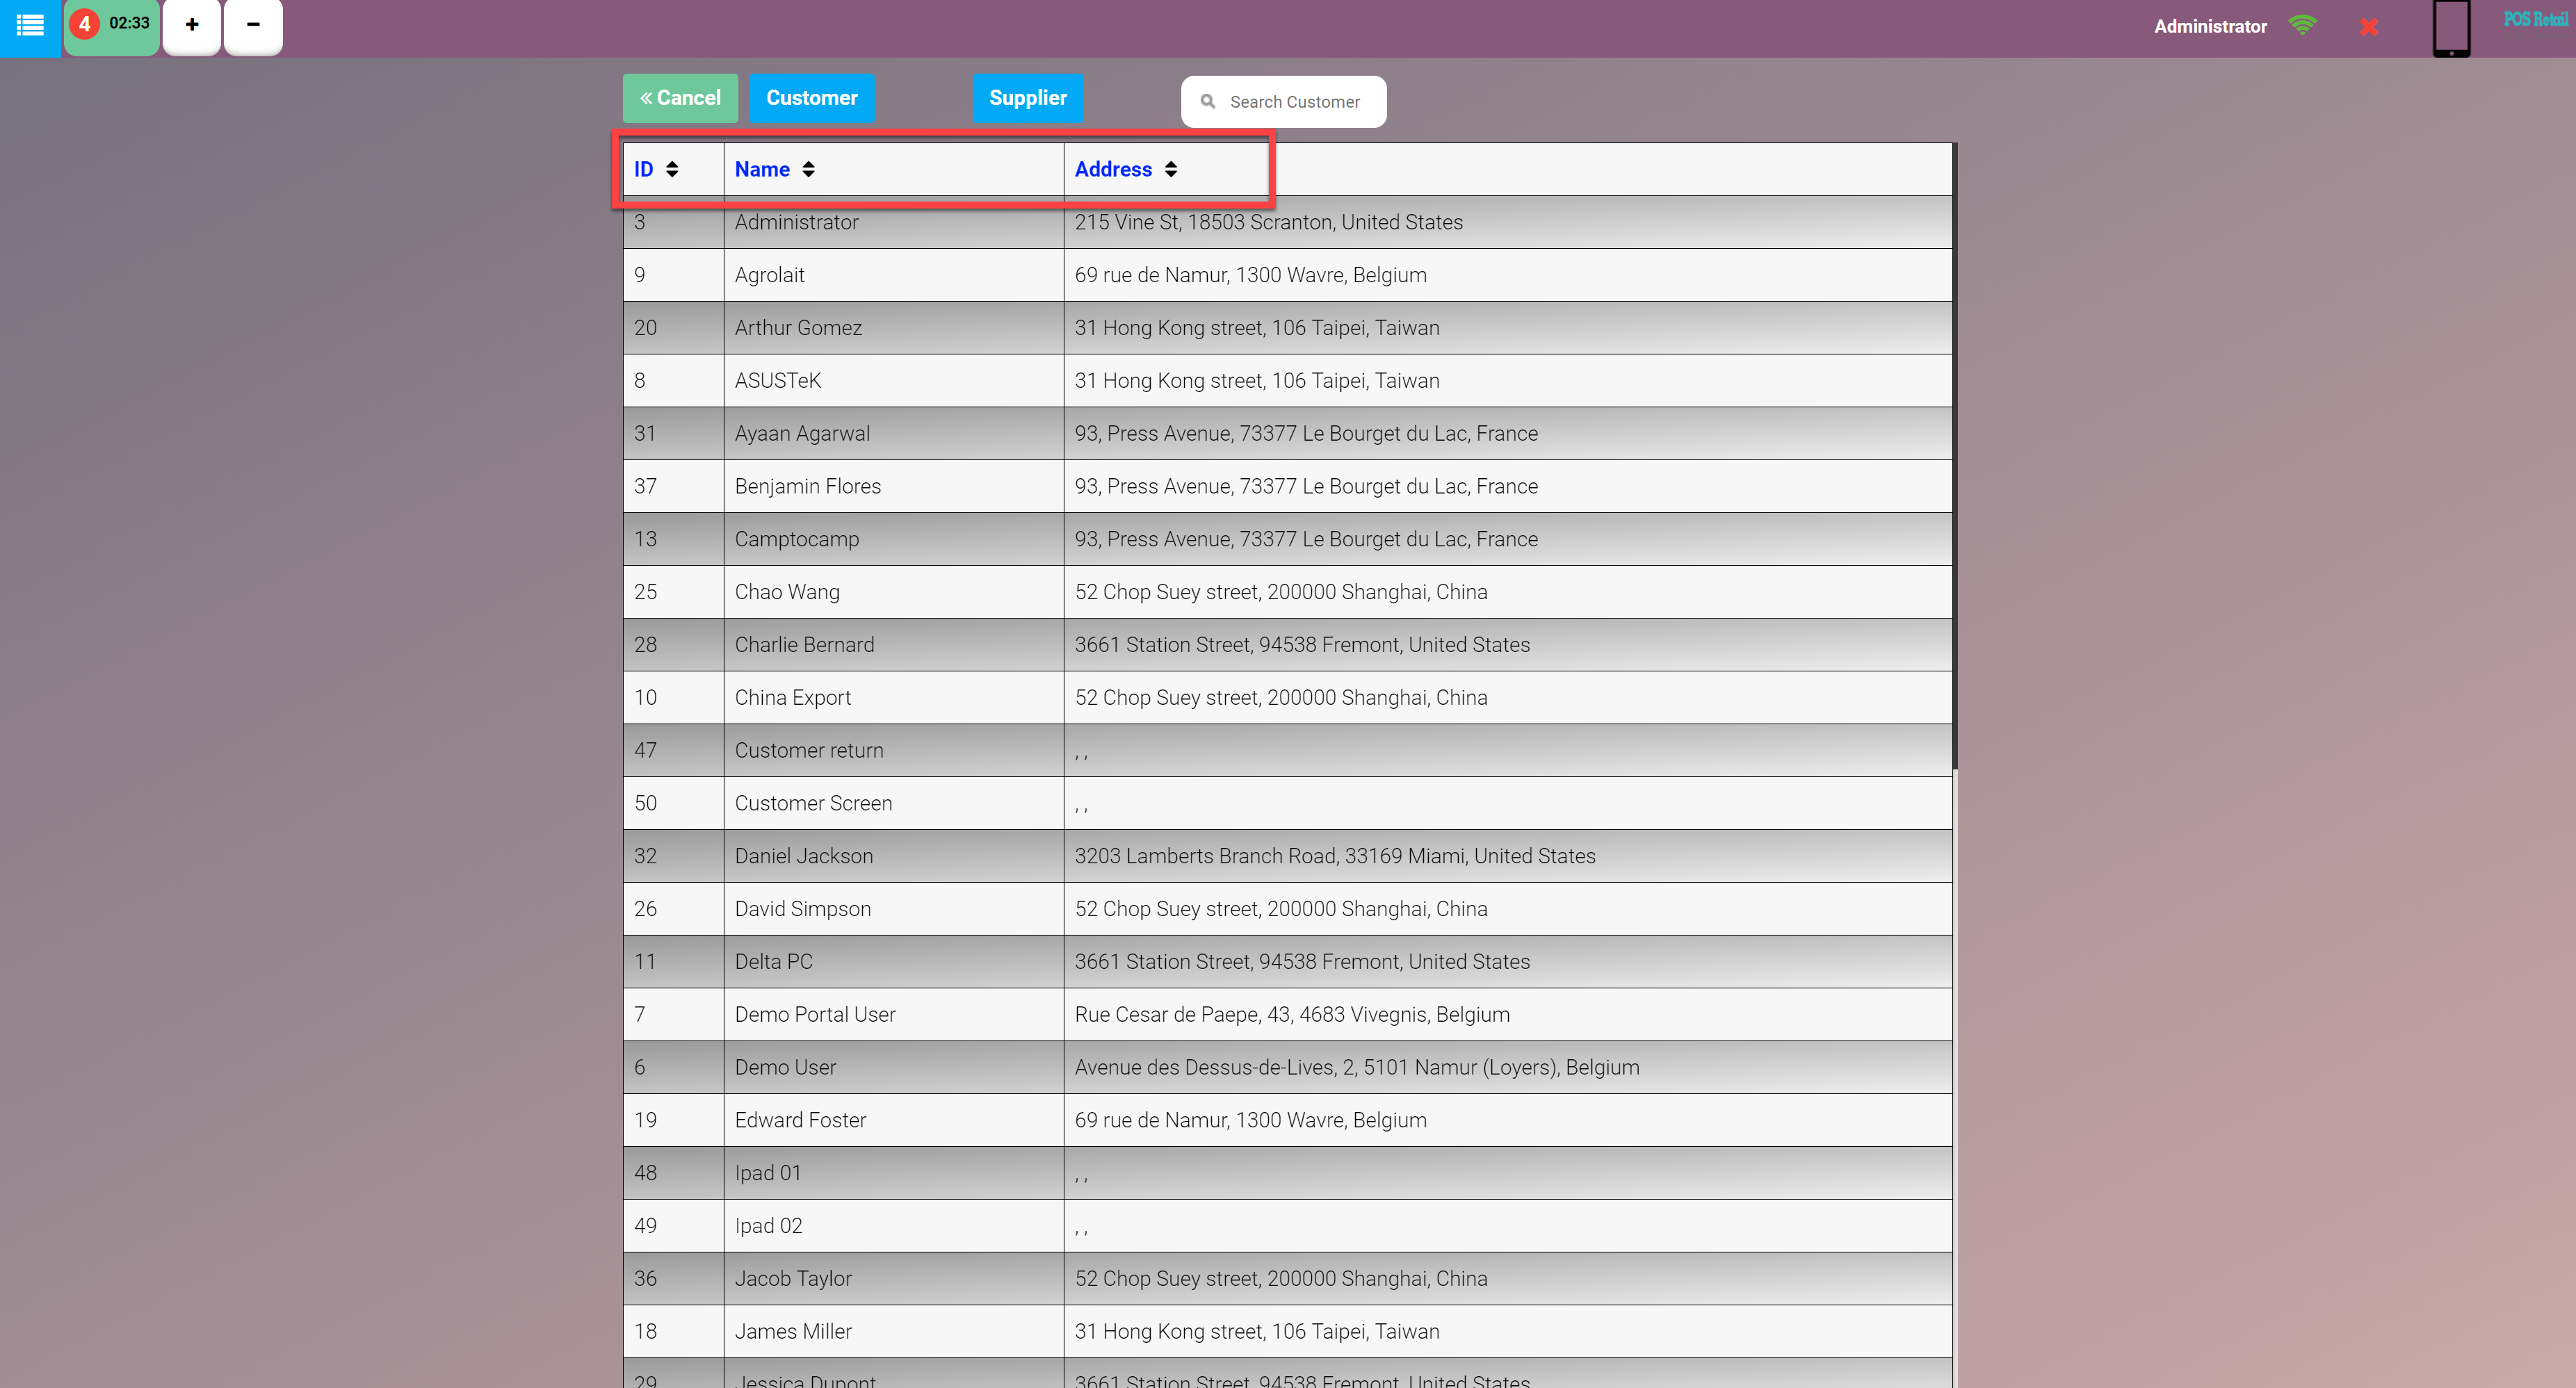 4 02:33 + − Administrator POS Retail
« Cancel Customer Supplier Search Customer
ID Name Address
3 Administrator 215 Vine St, 18503 Scranton, United States
9 Agrolait 69 rue de Namur, 1300 Wavre, Belgium
20 Arthur Gomez 31 Hong Kong street, 106 Taipei, Taiwan
8 ASUSTeK 31 Hong Kong street, 106 Taipei, Taiwan
31 Ayaan Agarwal 93, Press Avenue, 73377 Le Bourget du Lac, France
37 Benjamin Flores 93, Press Avenue, 73377 Le Bourget du Lac, France
13 Camptocamp 93, Press Avenue, 73377 Le Bourget du Lac, France
25 Chao Wang 52 Chop Suey street, 200000 Shanghai, China
28 Charlie Bernard 3661 Station Street, 94538 Fremont, United States
10 China Export 52 Chop Suey street, 200000 Shanghai, China
47 Customer return , ,
50 Customer Screen , ,
32 Daniel Jackson 3203 Lamberts Branch Road, 33169 Miami, United States
26 David Simpson 52 Chop Suey street, 200000 Shanghai, China
11 Delta PC 3661 Station Street, 94538 Fremont, United States
7 Demo Portal User Rue Cesar de Paepe, 43, 4683 Vivegnis, Belgium
6 Demo User Avenue des Dessus-de-Lives, 2, 5101 Namur (Loyers), Belgium
19 Edward Foster 69 rue de Namur, 1300 Wavre, Belgium
48 Ipad 01 , ,
49 Ipad 02 , ,
36 Jacob Taylor 52 Chop Suey street, 200000 Shanghai, China
18 James Miller 31 Hong Kong street, 106 Taipei, Taiwan
29 Jessica Dupont 3661 Station Street, 94538 Fremont, United States